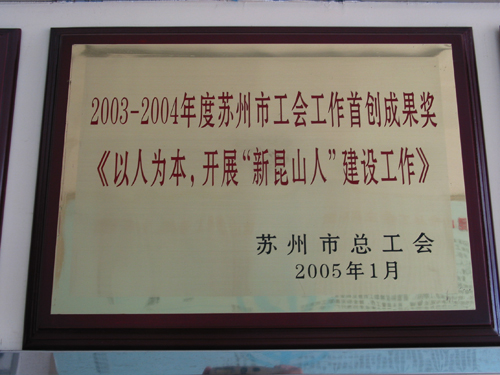 2003-2004年度苏州市工会工作首创成果奖
《以人为本,开展“新昆山人”建设工作》
苏州市总工会
2005年1月